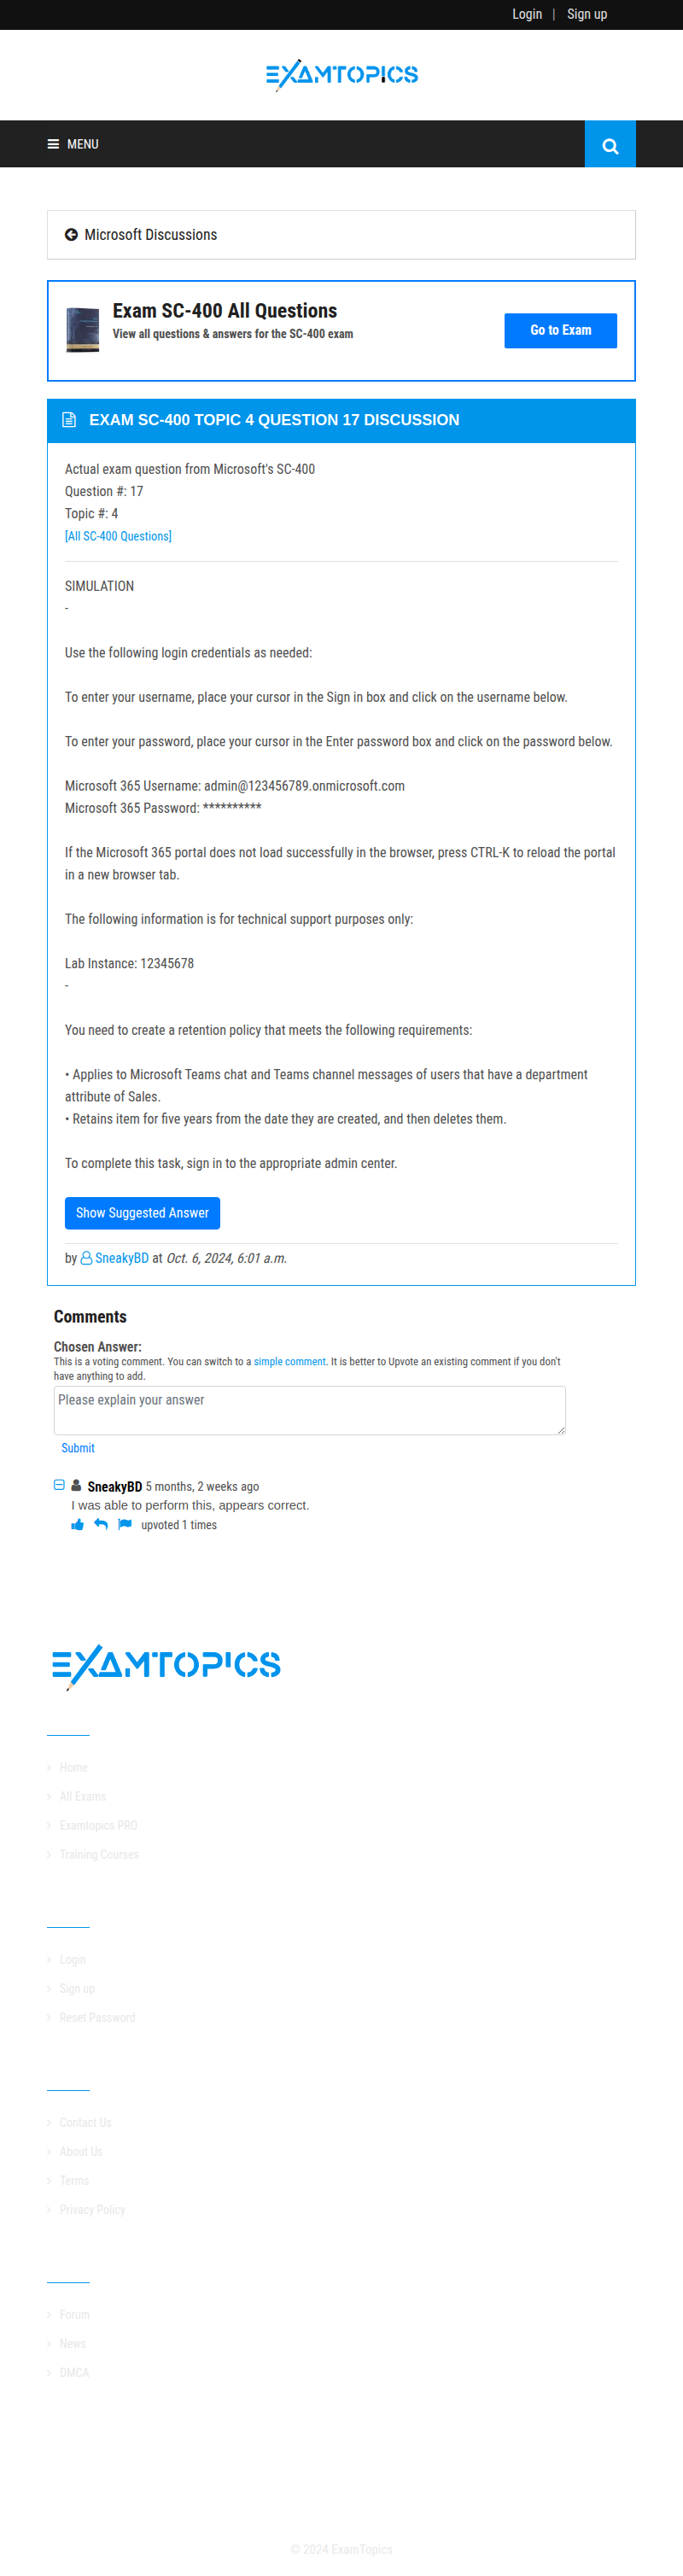 Login | Sign up
EXAMTOPICS
MENU
Microsoft Discussions
Exam SC-400 All Questions
View all questions & answers for the SC-400 exam
Go to Exam
EXAM SC-400 TOPIC 4 QUESTION 17 DISCUSSION
Actual exam question from Microsoft's SC-400
Question #: 17
Topic #: 4
[All SC-400 Questions]
SIMULATION
-
Use the following login credentials as needed:
To enter your username, place your cursor in the Sign in box and click on the username below.
To enter your password, place your cursor in the Enter password box and click on the password below.
Microsoft 365 Username: admin@123456789.onmicrosoft.com
Microsoft 365 Password: **********
If the Microsoft 365 portal does not load successfully in the browser, press CTRL-K to reload the portal
in a new browser tab.
The following information is for technical support purposes only:
Lab Instance: 12345678
-
You need to create a retention policy that meets the following requirements:
• Applies to Microsoft Teams chat and Teams channel messages of users that have a department
attribute of Sales.
• Retains item for five years from the date they are created, and then deletes them.
To complete this task, sign in to the appropriate admin center.
Show Suggested Answer
by SneakyBD at Oct. 6, 2024, 6:01 a.m.
Comments
Chosen Answer:
This is a voting comment. You can switch to a simple comment. It is better to Upvote an existing comment if you don't
have anything to add.
Please explain your answer
Submit
SneakyBD 5 months, 2 weeks ago
I was able to perform this, appears correct.
upvoted 1 times
EXAMTOPICS
Home
All Exams
Examtopics PRO
Training Courses
Login
Sign up
Reset Password
Contact Us
About Us
Terms
Privacy Policy
Forum
News
DMCA
© 2024 ExamTopics